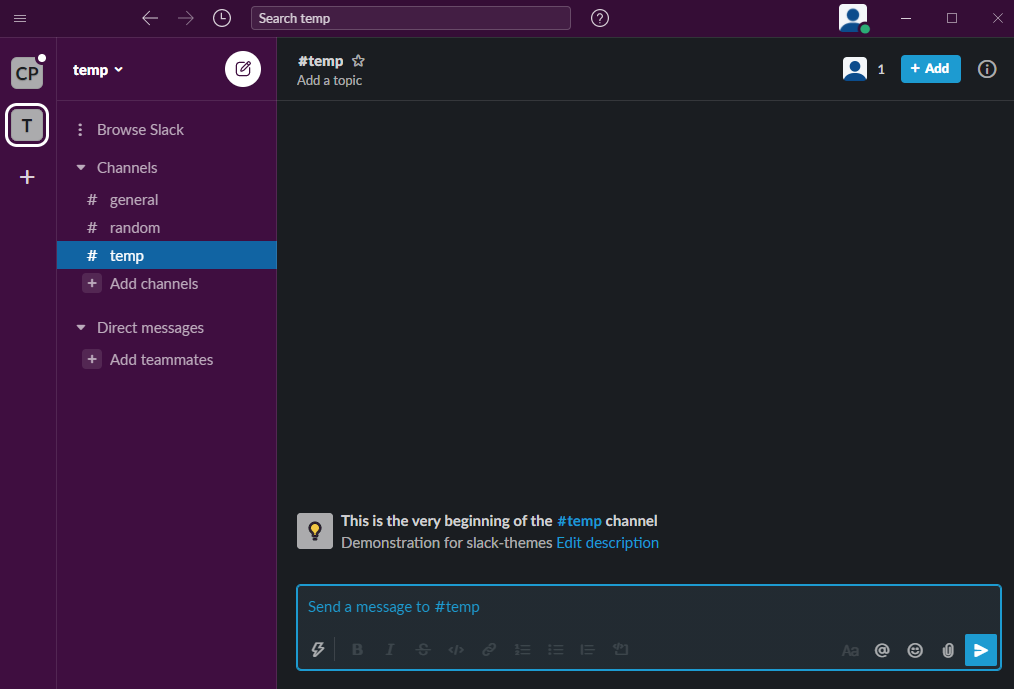 Search temp
CP
T
temp
Browse Slack
Channels
# general
# random
# temp
+ Add channels
Direct messages
+ Add teammates
#temp
Add a topic
1
+ Add
This is the very beginning of the #temp channel
Demonstration for slack-themes Edit description
Send a message to #temp
B I S </> Aa @